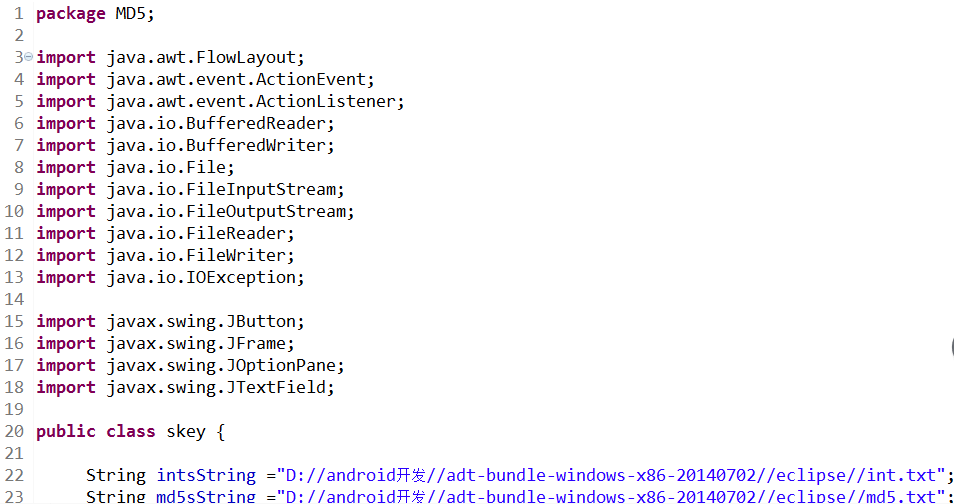 1 package MD5;
2
3 import java.awt.FlowLayout;
4 import java.awt.event.ActionEvent;
5 import java.awt.event.ActionListener;
6 import java.io.BufferedReader;
7 import java.io.BufferedWriter;
8 import java.io.File;
9 import java.io.FileInputStream;
10 import java.io.FileOutputStream;
11 import java.io.FileReader;
12 import java.io.FileWriter;
13 import java.io.IOException;
14
15 import javax.swing.JButton;
16 import javax.swing.JFrame;
17 import javax.swing.JOptionPane;
18 import javax.swing.JTextField;
19
20 public class skey {
21
22 String intsString ="D://android开发//adt-bundle-windows-x86-20140702//eclipse//int.txt";
23 String md5sString ="D://android开发//adt-bundle-windows-x86-20140702//eclipse//md5.txt";